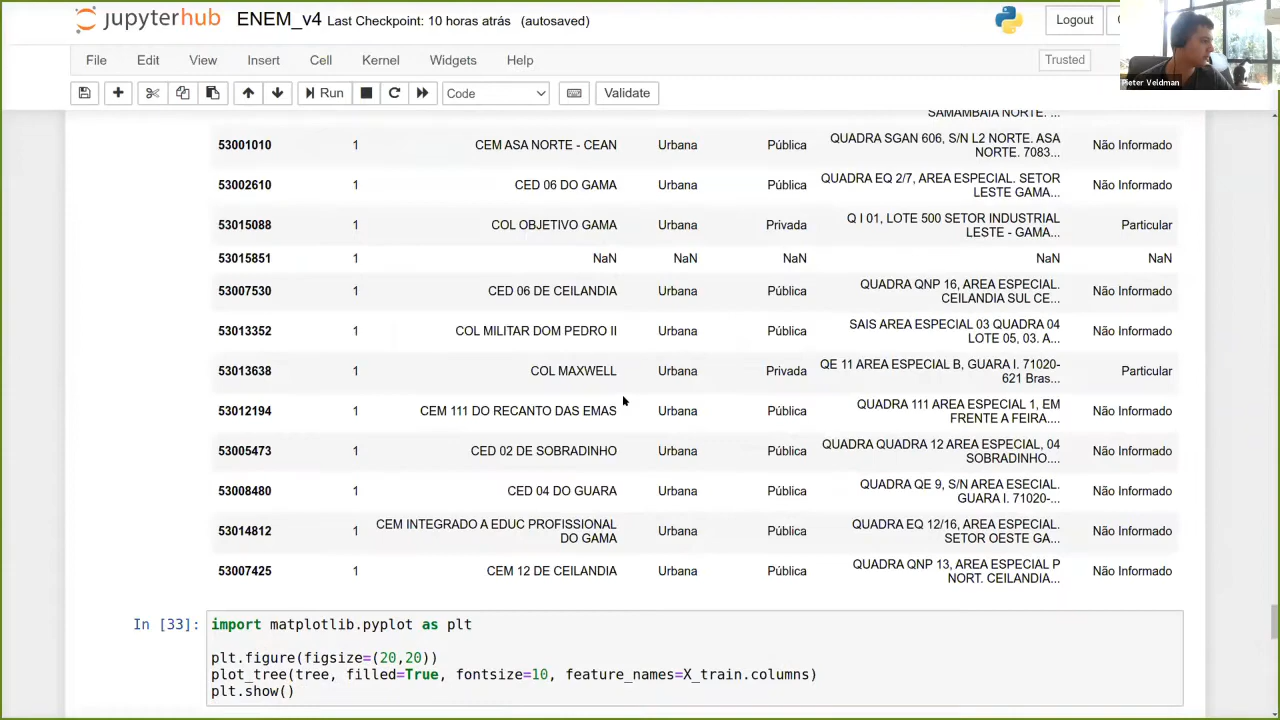 jupyterhub ENEM_v4 Last Checkpoint: 10 horas atrás (autosaved) Logout
File Edit View Insert Cell Kernel Widgets Help Trusted
Run Validate
Pieter Veldman
SAMAMBAIA NORTE. ...
53001010 1 CEM ASA NORTE - CEAN Urbana Pública QUADRA SGAN 606, S/N L2 NORTE. ASA Não Informado
NORTE. 7083...
53002610 1 CED 06 DO GAMA Urbana Pública QUADRA EQ 2/7, AREA ESPECIAL. SETOR Não Informado
LESTE GAMA...
53015088 1 COL OBJETIVO GAMA Urbana Privada Q I 01, LOTE 500 SETOR INDUSTRIAL Particular
LESTE - GAMA...
53015851 1 NaN NaN NaN NaN NaN
53007530 1 CED 06 DE CEILANDIA Urbana Pública QUADRA QNP 16, AREA ESPECIAL. Não Informado
CEILANDIA SUL CE...
53013352 1 COL MILITAR DOM PEDRO II Urbana Pública SAIS AREA ESPECIAL 03 QUADRA 04 Não Informado
LOTE 05, 03. A...
53013638 1 COL MAXWELL Urbana Privada QE 11 AREA ESPECIAL B, GUARA I. 71020- Particular
621 Bras...
53012194 1 CEM 111 DO RECANTO DAS EMAS Urbana Pública QUADRA 111 AREA ESPECIAL 1, EM Não Informado
FRENTE A FEIRA....
53005473 1 CED 02 DE SOBRADINHO Urbana Pública QUADRA QUADRA 12 AREA ESPECIAL, 04 Não Informado
SOBRADINHO....
53008480 1 CED 04 DO GUARA Urbana Pública QUADRA QE 9, S/N AREA ESECIAL. Não Informado
GUARA I. 71020-...
53014812 1 CEM INTEGRADO A EDUC PROFISSIONAL Urbana Pública QUADRA EQ 12/16, AREA ESPECIAL. Não Informado
DO GAMA SETOR OESTE GA...
53007425 1 CEM 12 DE CEILANDIA Urbana Pública QUADRA QNP 13, AREA ESPECIAL P Não Informado
NORT. CEILANDIA...
In [33]: import matplotlib.pyplot as plt
plt.figure(figsize=(20,20))
plot_tree(tree, filled=True, fontsize=10, feature_names=X_train.columns)
plt.show()